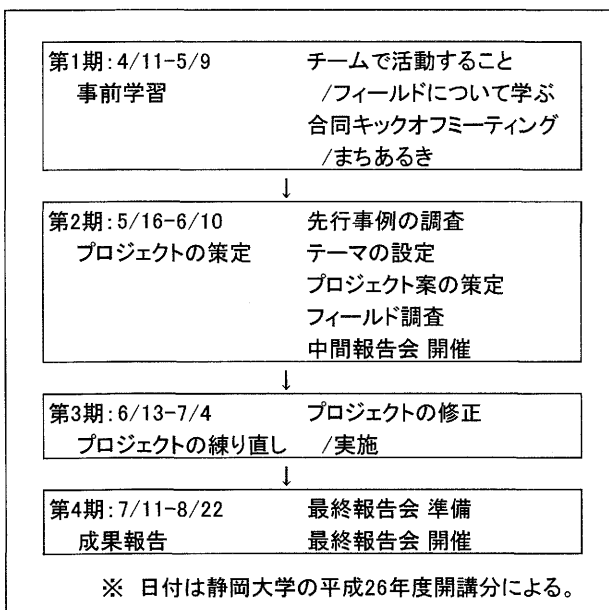 第1期:4/11-5/9 チームで活動すること
事前学習 /フィールドについて学ぶ
合同キックオフミーティング
/まちあるき
↓
第2期:5/16-6/10 先行事例の調査
プロジェクトの策定 テーマの設定
プロジェクト案の策定
フィールド調査
中間報告会 開催
↓
第3期:6/13-7/4 プロジェクトの修正
プロジェクトの練り直し /実施
↓
第4期:7/11-8/22 最終報告会 準備
成果報告 最終報告会 開催
※ 日付は静岡大学の平成26年度開講分による。